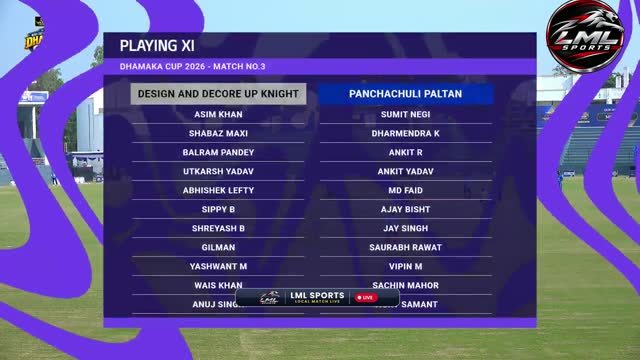 PLAYING XI
DHAMAKA CUP 2026 - MATCH NO.3
DESIGN AND DECORE UP KNIGHT
PANCHACHULI PALTAN
ASIM KHAN
SUMIT NEGI
SHABAZ MAXI
DHARMENDRA K
BALRAM PANDEY
ANKIT R
UTKARSH YADAV
ANKIT YADAV
ABHISHEK LEFTY
MD FAID
SIPPY B
AJAY BISHT
SHREYASH B
JAY SINGH
GILMAN
SAURABH RAWAT
YASHWANT M
VIPIN M
WAIS KHAN
SACHIN MAHOR
ANUJ SINGH
SAMANT
LML SPORTS
LOCAL MATCH LIVE
LIVE
LML
SPORTS